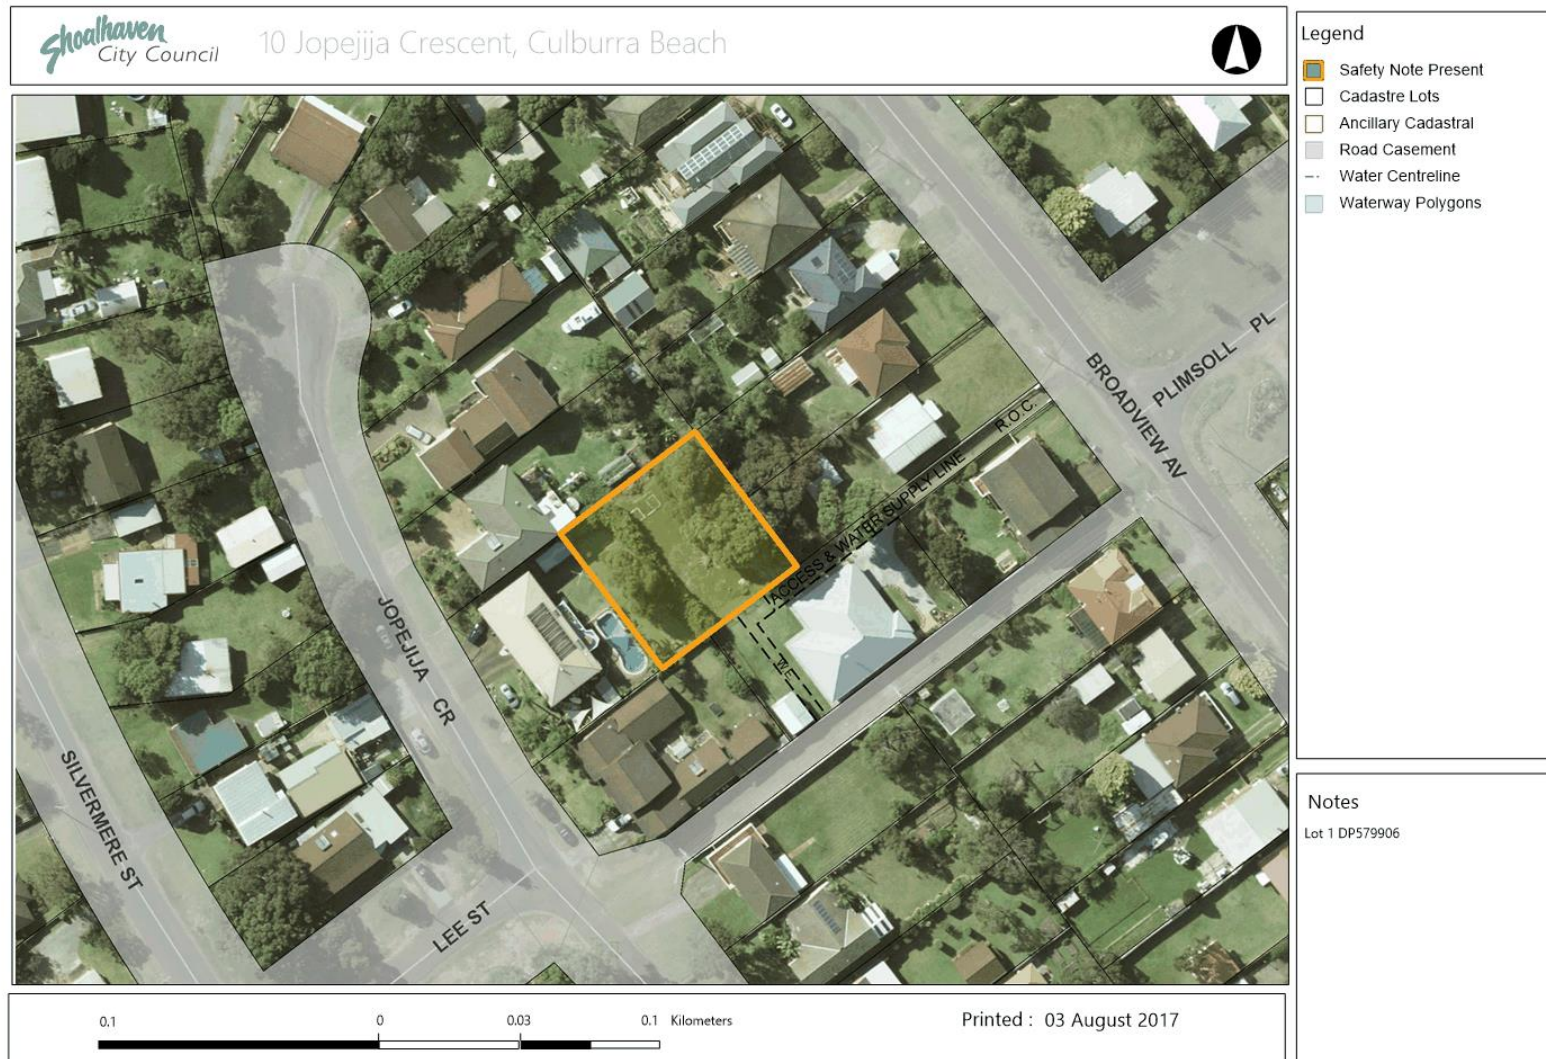 Shoalhaven
City Council
10 Jopejija Crescent, Culburra Beach
Legend
Safety Note Present
Cadastre Lots
Ancillary Cadastral
Road Casement
Water Centreline
Waterway Polygons
PLIMSOLL PL
BROADVIEW AV
R.O.C.
ACCESS & WATER SUPPLY LINE
W.E
JOPEJIJA CR
SILVERMERE ST
LEE ST
Notes
Lot 1 DP579906
0.1 0 0.03 0.1 Kilometers
Printed : 03 August 2017